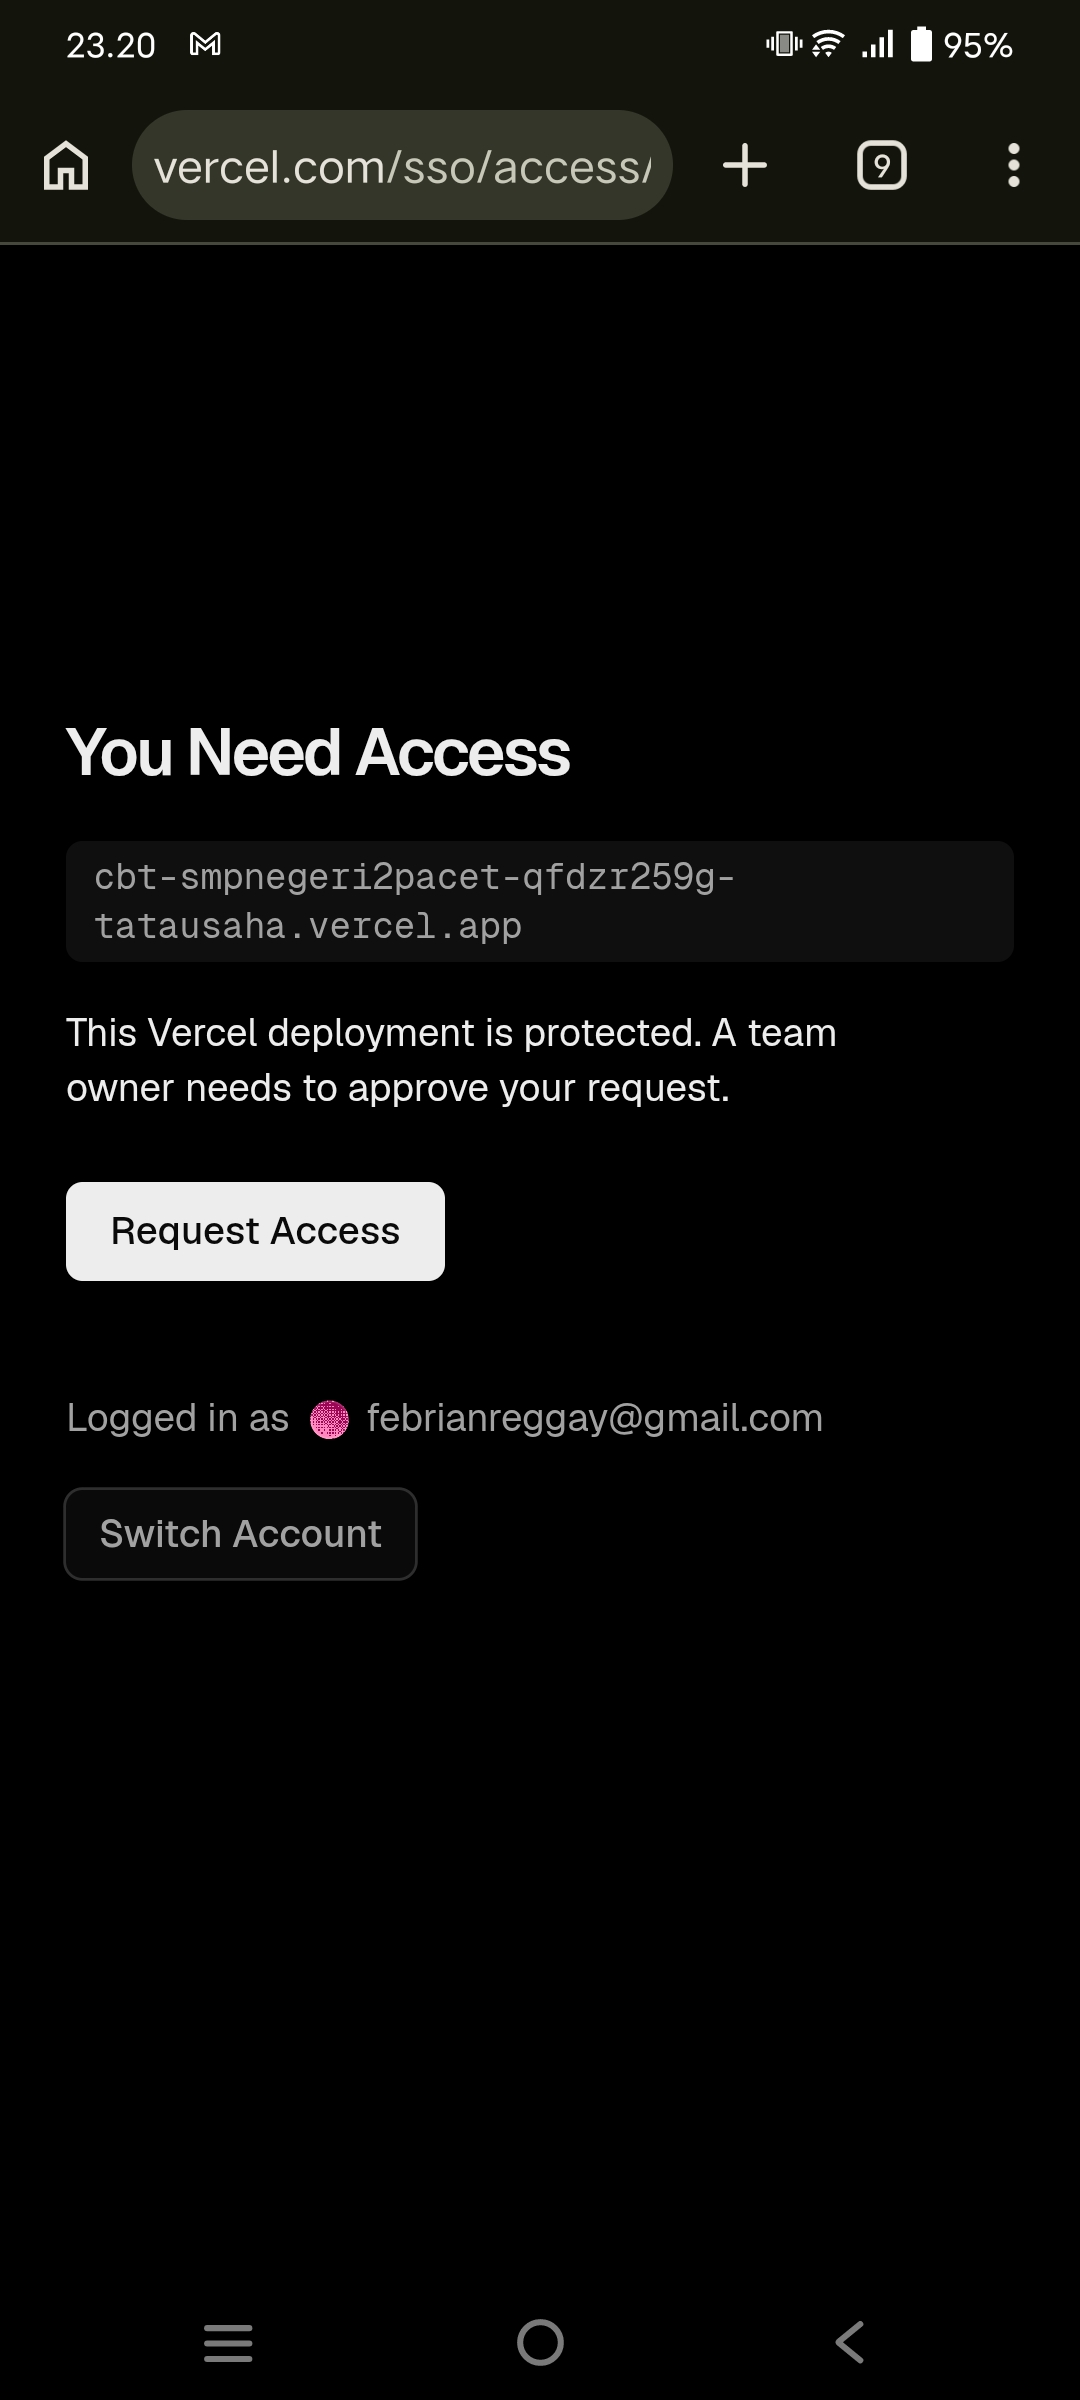 23.20
95%
vercel.com/sso/access/
9
You Need Access
cbt-smpnegeri2pacet-qfdzr259g-
tatausaha.vercel.app
This Vercel deployment is protected. A team
owner needs to approve your request.
Request Access
Logged in as febrianreggay@gmail.com
Switch Account